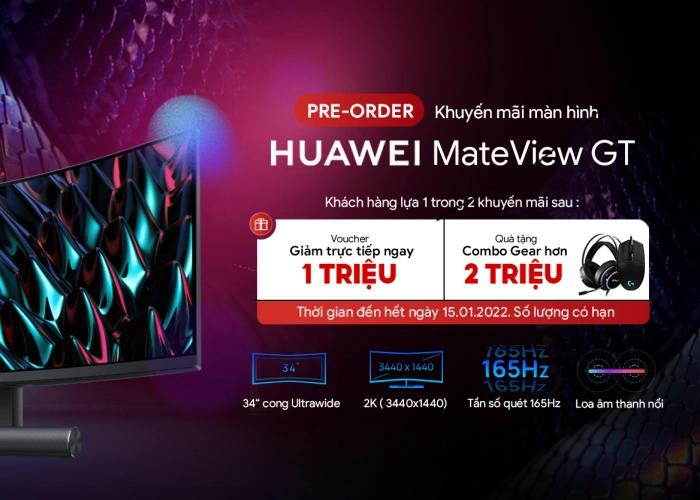 PRE-ORDER Khuyến mãi màn hình
HUAWEI MateView GT
Khách hàng lựa 1 trong 2 khuyến mãi sau :
Voucher
Giảm trực tiếp ngay
1 TRIỆU
Quà tặng
Combo Gear hơn
2 TRIỆU
Thời gian đến hết ngày 15.01.2022. Số lượng có hạn
34"
3440 x 1440
165Hz
165Hz
165Hz
34" cong Ultrawide
2K ( 3440x1440)
Tần số quét 165Hz
Loa âm thanh nổi